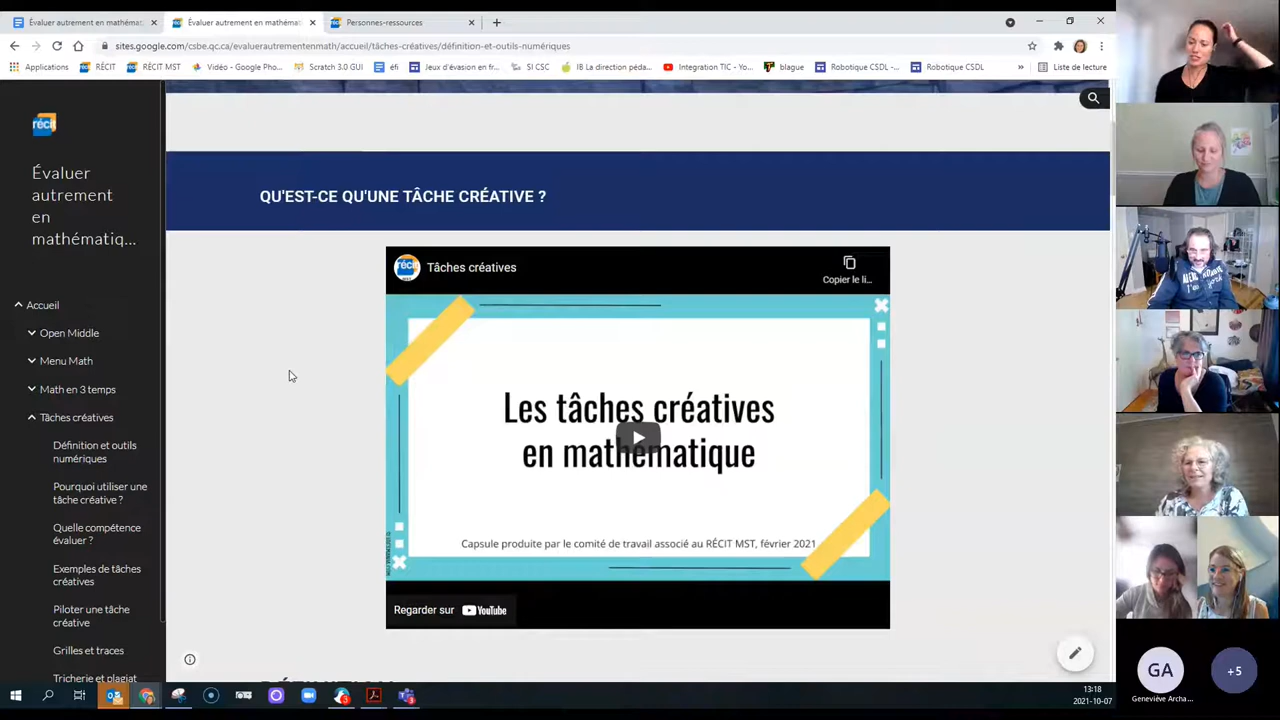 Évaluer autrement en mathémat
Évaluer autrement en mathémat
Personnes-ressources
sites.google.com/csbe.qc.ca/evaluerautrementenmath/accueil/tâches-créatives/définition-et-outils-numériques
Applications
RÉCIT
RÉCIT MST
Vidéo - Google Pho...
Scratch 3.0 GUI
éfi
Jeux d'évasion en fr...
SI CSC
IB La direction péda...
Integration TIC - Yo...
blague
Robotique CSDL -...
Robotique CSDL
»
Liste de lecture
récit
Évaluer
autrement
en
mathématiq...
Accueil
Open Middle
Menu Math
Math en 3 temps
Tâches créatives
Définition et outils
numériques
Pourquoi utiliser une
tâche créative ?
Quelle compétence
évaluer ?
Exemples de tâches
créatives
Piloter une tâche
créative
Grilles et traces
Tricherie et plagiat
QU'EST-CE QU'UNE TÂCHE CRÉATIVE ?
récit
Tâches créatives
Copier le li...
Les tâches créatives
en mathématique
Capsule produite par le comité de travail associé au RÉCIT MST, février 2021
Regarder sur YouTube
GA
Geneviève Archa...
+5
13:18
2021-10-07